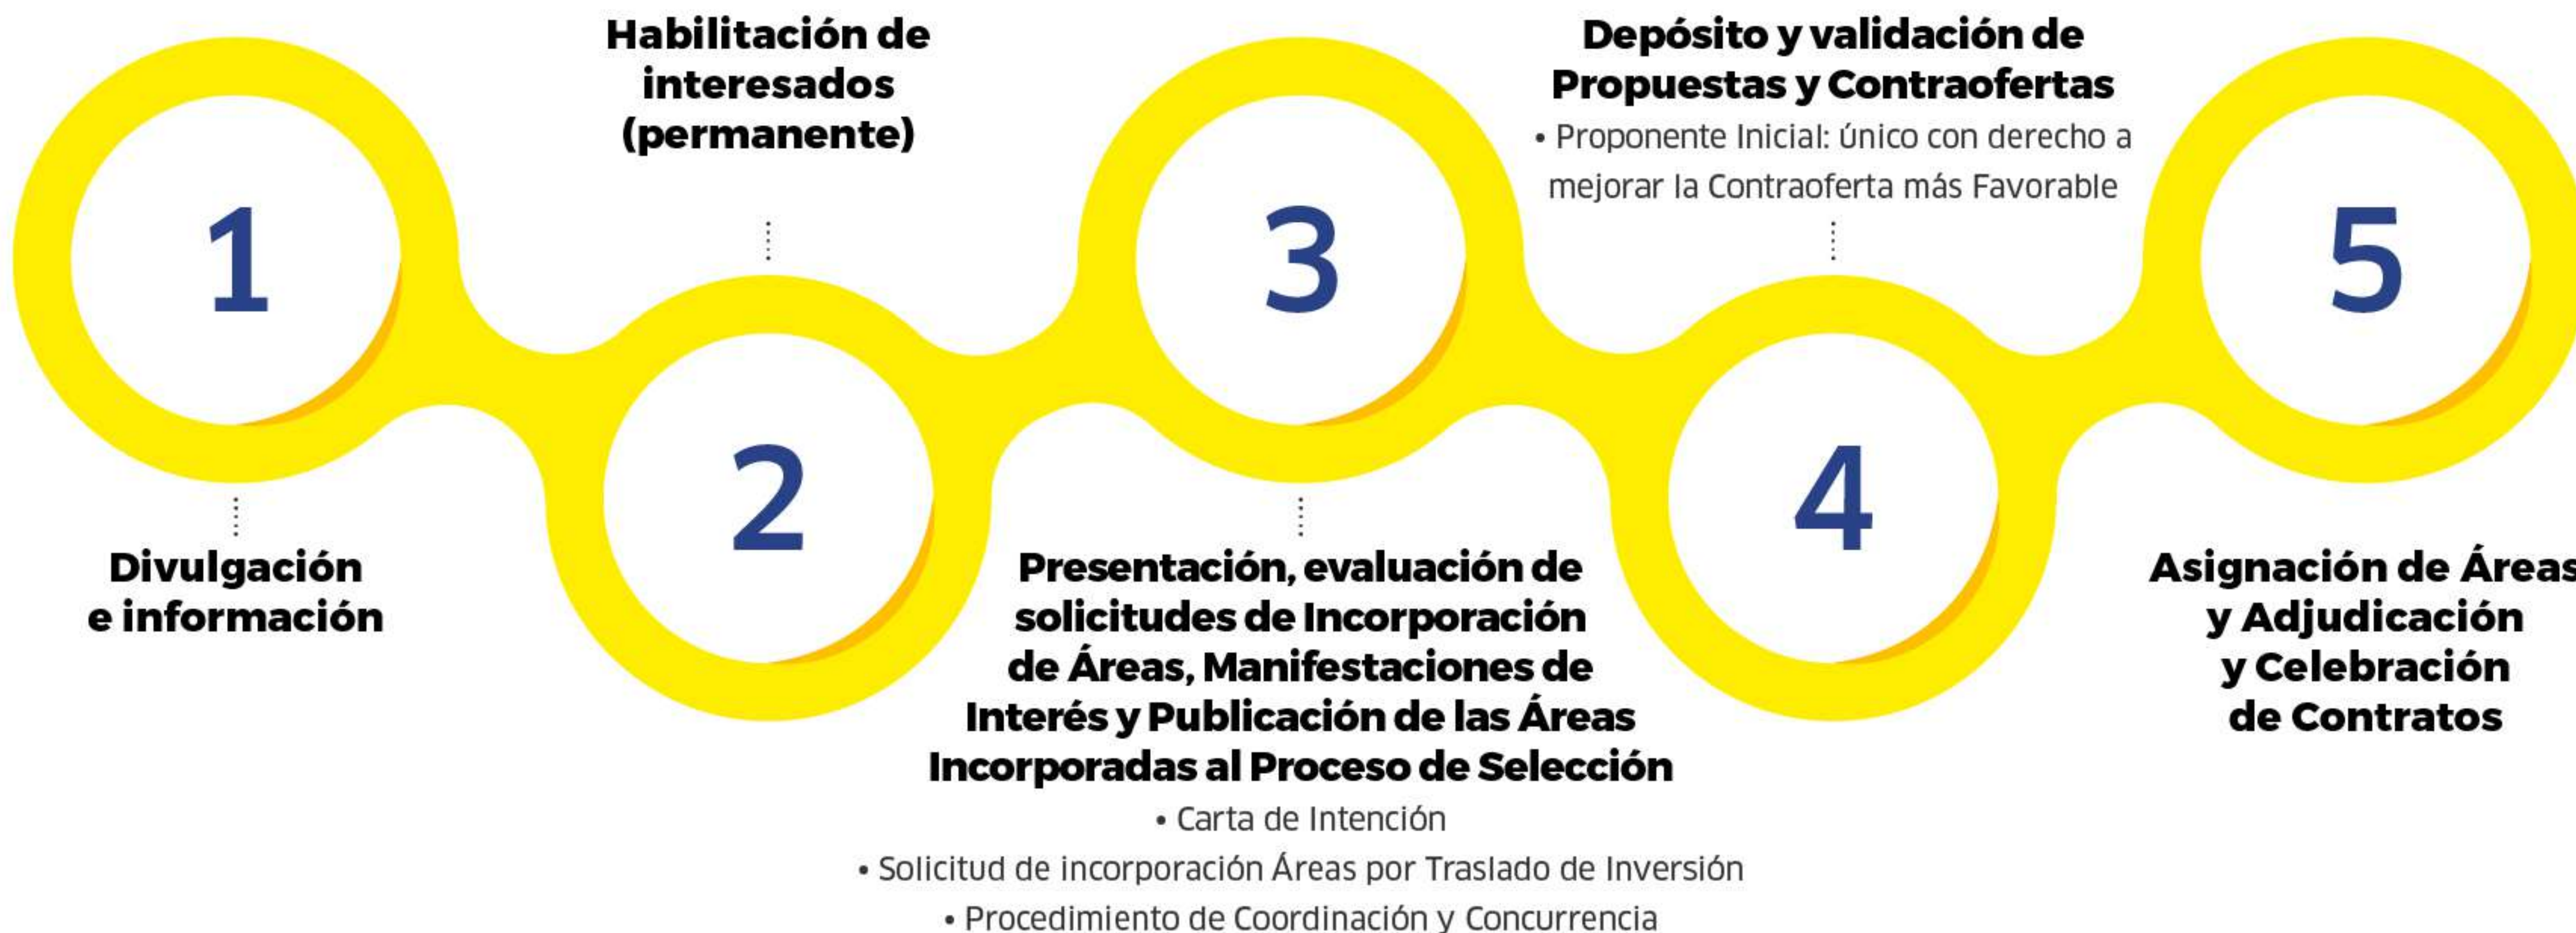 1
Divulgación
e información
Habilitación de
interesados
(permanente)
2
3
Presentación, evaluación de
solicitudes de Incorporación
de Áreas, Manifestaciones de
Interés y Publicación de las Áreas
Incorporadas al Proceso de Selección
• Carta de Intención
• Solicitud de incorporación Áreas por Traslado de Inversión
• Procedimiento de Coordinación y Concurrencia
Depósito y validación de
Propuestas y Contraofertas
• Proponente Inicial: único con derecho a
mejorar la Contraoferta más Favorable
4
5
Asignación de Áreas
y Adjudicación
y Celebración
de Contratos